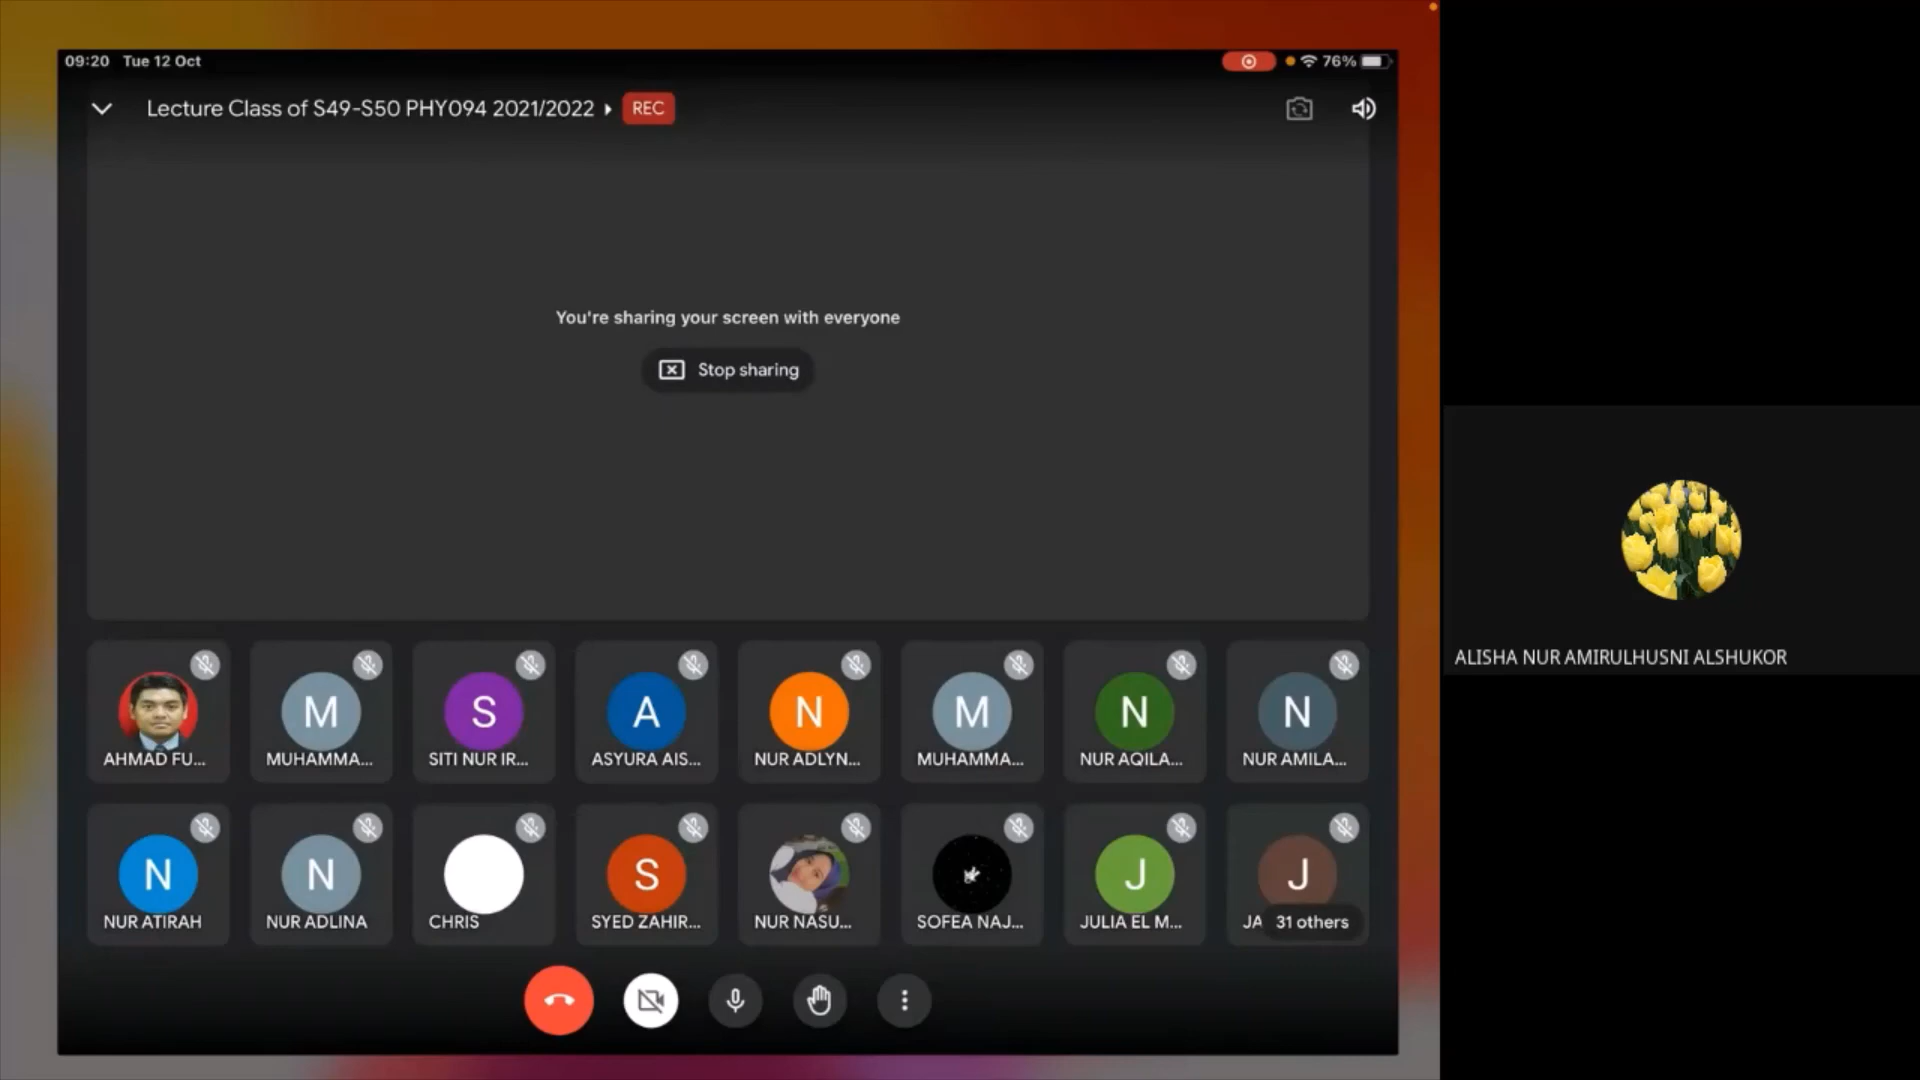 09:20 Tue 12 Oct
76%
Lecture Class of S49-S50 PHY094 2021/2022
REC
You're sharing your screen with everyone
Stop sharing
M S A N M N N
AHMAD FU... MUHAMMA... SITI NUR IR... ASYURA AIS... NUR ADLYN... MUHAMMA... NUR AQILA... NUR AMILA...
N N S J J
NUR ATIRAH NUR ADLINA CHRIS SYED ZAHIR... NUR NASU... SOFEA NAJ... JULIA EL M... JA 31 others
ALISHA NUR AMIRULHUSNI ALSHUKOR